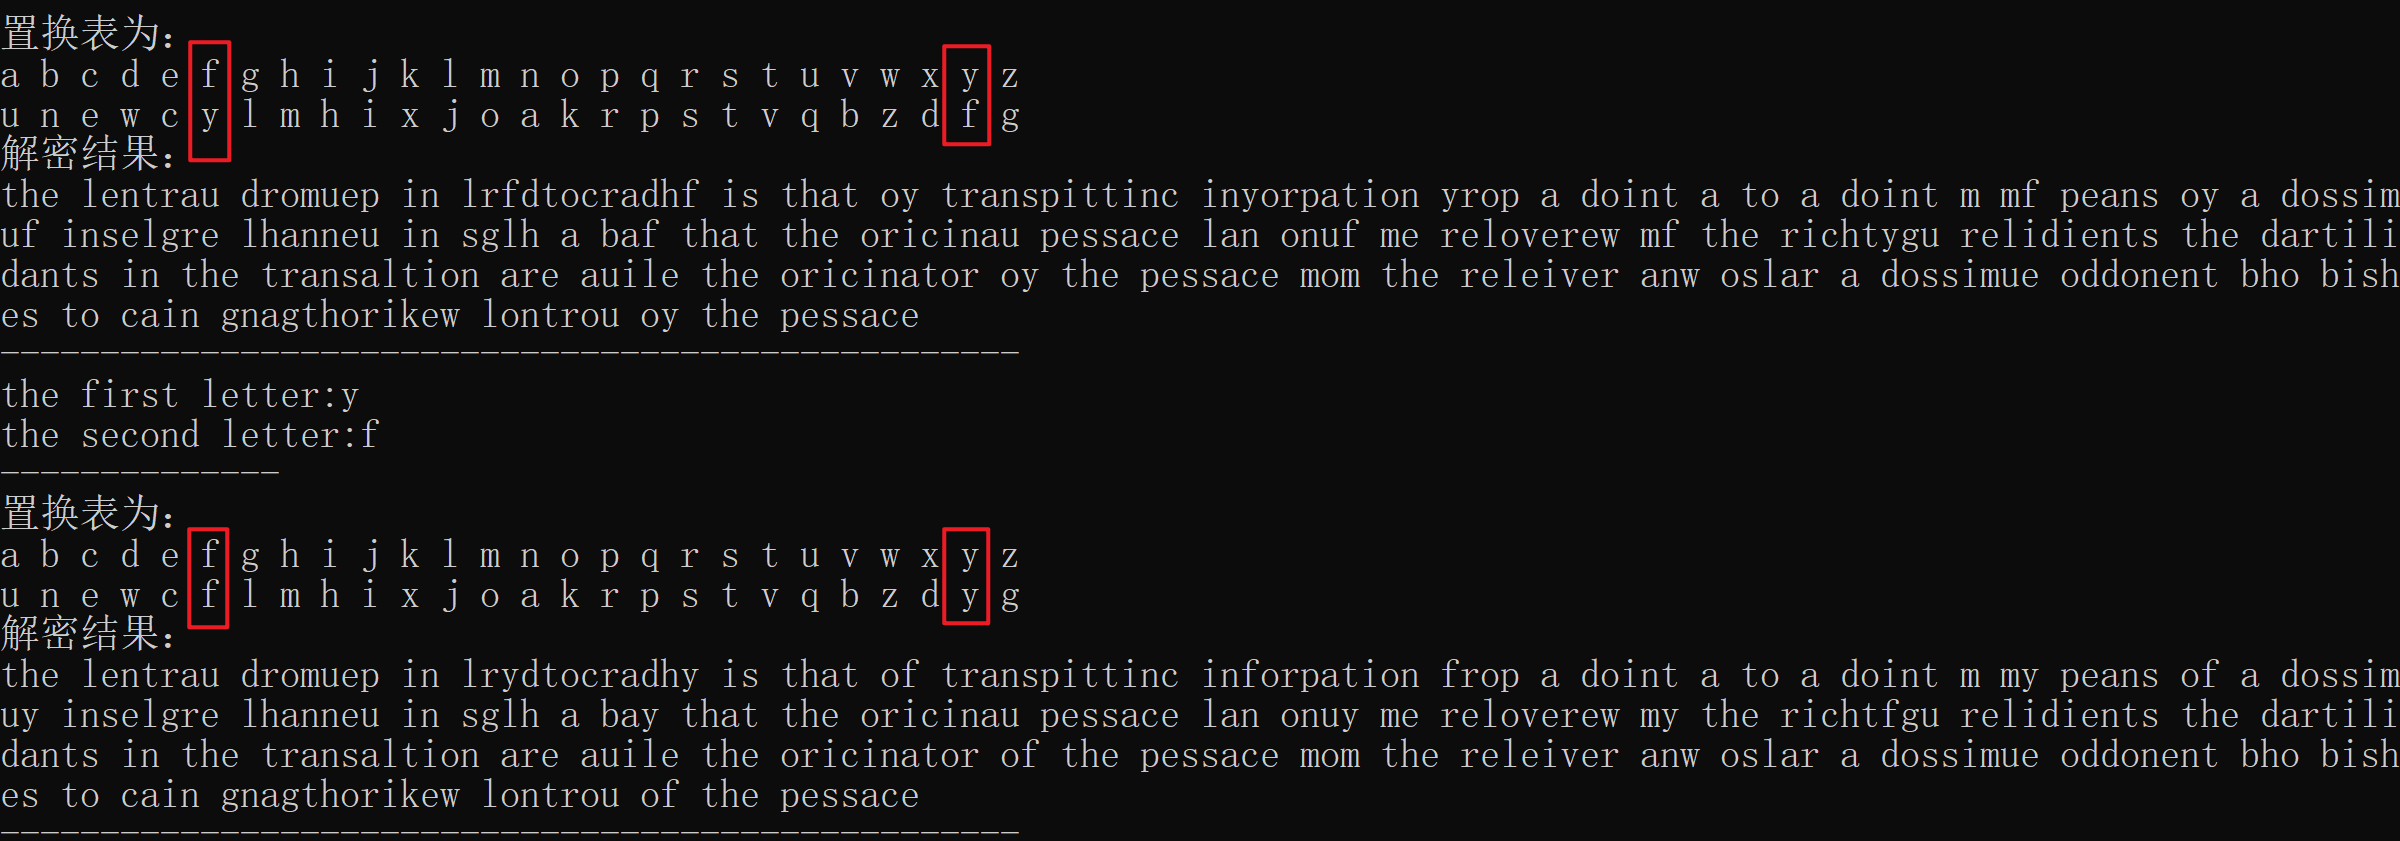 置换表为：
a b c d e f g h i j k l m n o p q r s t u v w x y z
u n e w c y l m h i x j o a k r p s t v q b z d f g
解密结果：
the lentrau dromuep in lrfdtocradhf is that oy transpittinc inyorpation yrop a doint a to a doint m mf peans oy a dossim
uf inselgre lhanneu in sglh a baf that the oricinau pessace lan onuf me reloverew mf the richtygu relidients the dartili
dants in the transaltion are auile the oricinator oy the pessace mom the releiver anw oslar a dossimue oddonent bho bish
es to cain gnagthorikew lontrou oy the pessace
---------------------------------------------------
the first letter:y
the second letter:f
--------------
置换表为：
a b c d e f g h i j k l m n o p q r s t u v w x y z
u n e w c f l m h i x j o a k r p s t v q b z d y g
解密结果：
the lentrau dromuep in lrydtocradhy is that of transpittinc inforpation frop a doint a to a doint m my peans of a dossim
uy inselgre lhanneu in sglh a bay that the oricinau pessace lan onuy me reloverew my the richtfgu relidients the dartili
dants in the transaltion are auile the oricinator of the pessace mom the releiver anw oslar a dossimue oddonent bho bish
es to cain gnagthorikew lontrou of the pessace
---------------------------------------------------